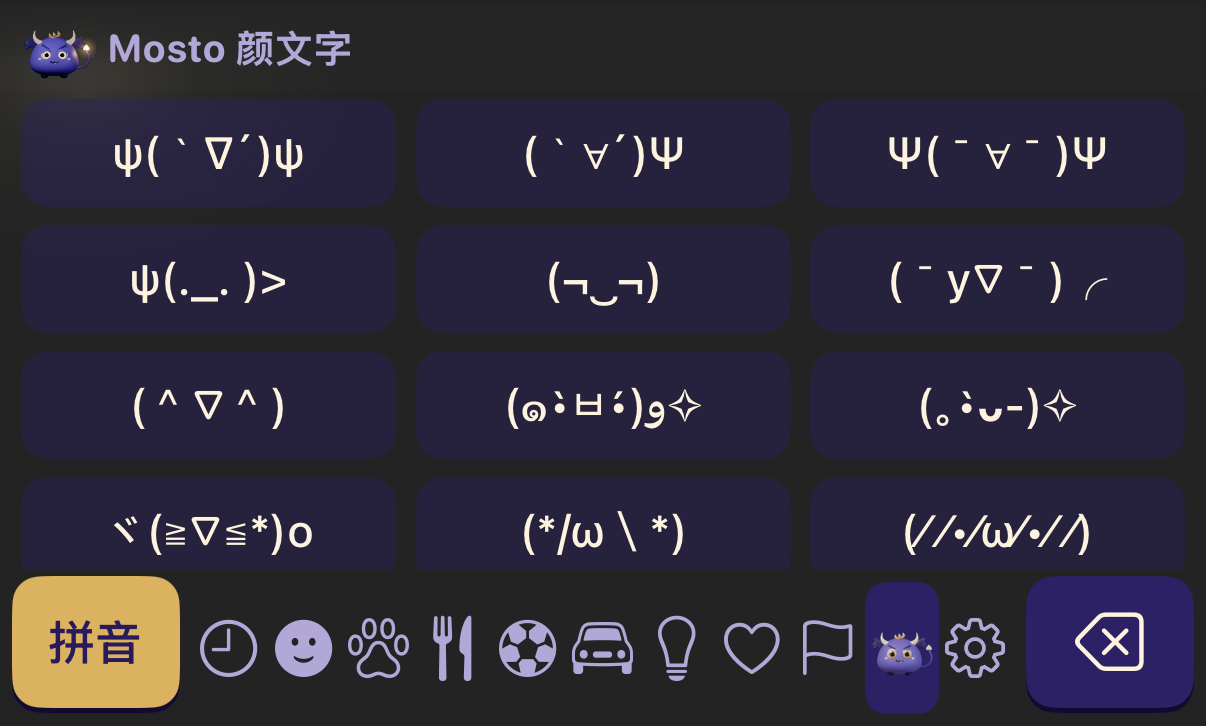 Mosto 颜文字
ψ( ` ∇ ´ )ψ
( ` ∀ ´ )Ψ
Ψ( ¯ ∀ ¯ )Ψ
ψ(._. )>
(¬‿¬)
( ¯ y▽ ¯ ) ╭
( ^ ▽ ^ )
(๑•̀ㅂ•́)و✧
(｡•̀ᴗ-)✧
ヾ(≧∇≦*)o
(*/ω \ *)
(⁄ ⁄•⁄ω⁄•⁄ ⁄)
拼音